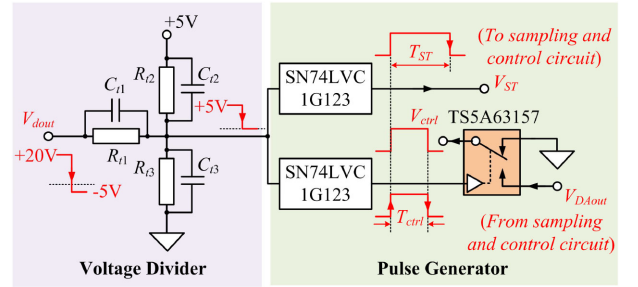 +5V
R_t2
C_t2
C_t1
V_dout
+5V
+20V
R_t1
-5V
R_t3
C_t3
Voltage Divider
SN74LVC
1G123
T_ST
(To sampling and
control circuit)
V_ST
V_ctrl
TS5A63157
SN74LVC
1G123
T_ctrl
V_DAout
(From sampling
and control circuit)
Pulse Generator